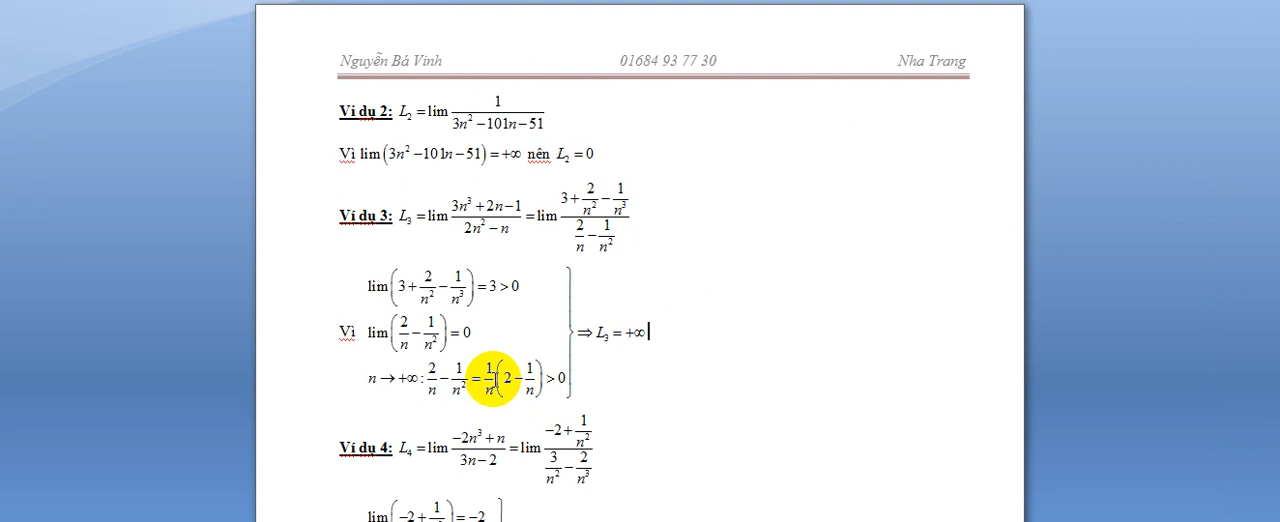 Nguyễn Bá Vinh 01684 93 77 30 Nha Trang
Ví dụ 2: L₂ = lim 1/(3n² − 101n − 51)
Vì lim(3n² − 101n − 51) = +∞ nên L₂ = 0
Ví dụ 3: L₃ = lim (3n³ + 2n − 1)/(2n² − n) = lim (3 + 2/n² − 1/n³)/(2/n − 1/n²)
lim(3 + 2/n² − 1/n³) = 3 > 0
Vì lim(2/n − 1/n²) = 0 } ⇒ L₃ = +∞
n → +∞: 2/n − 1/n² = 1/n(2 − 1/n) > 0
Ví dụ 4: L₄ = lim (−2n³ + n)/(3n − 2) = lim (−2 + 1/n²)/(3/n² − 2/n³)
lim(−2 + 1/) = −2